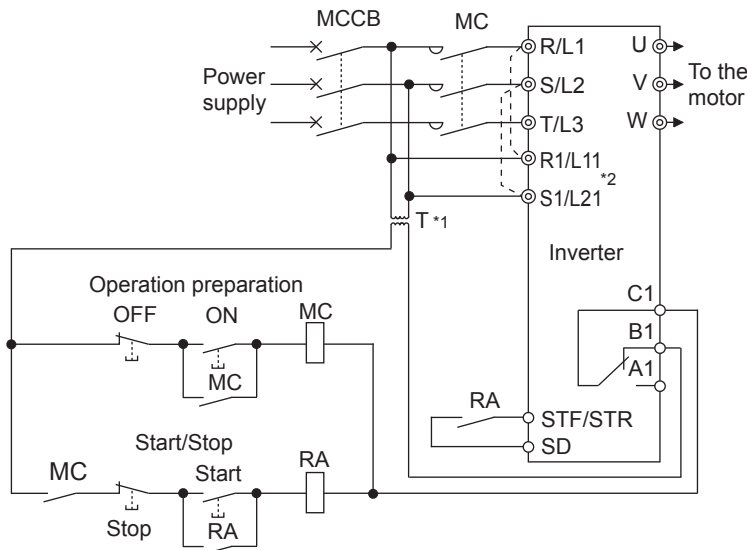 MCCB
MC
R/L1
U
Power
supply
S/L2
V
To the
motor
T/L3
W
R1/L11
*2
S1/L21
T *1
Inverter
Operation preparation
OFF
ON
MC
MC
C1
B1
A1
RA
STF/STR
SD
Start/Stop
MC
Start
RA
Stop
RA